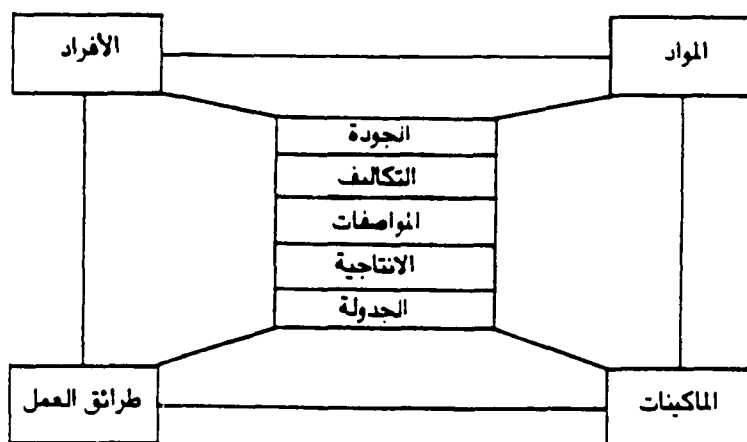 المواد
الأفراد
الجودة
التكاليف
المواصفات
الانتاجية
الجدولة
الماكينات
طرائق العمل